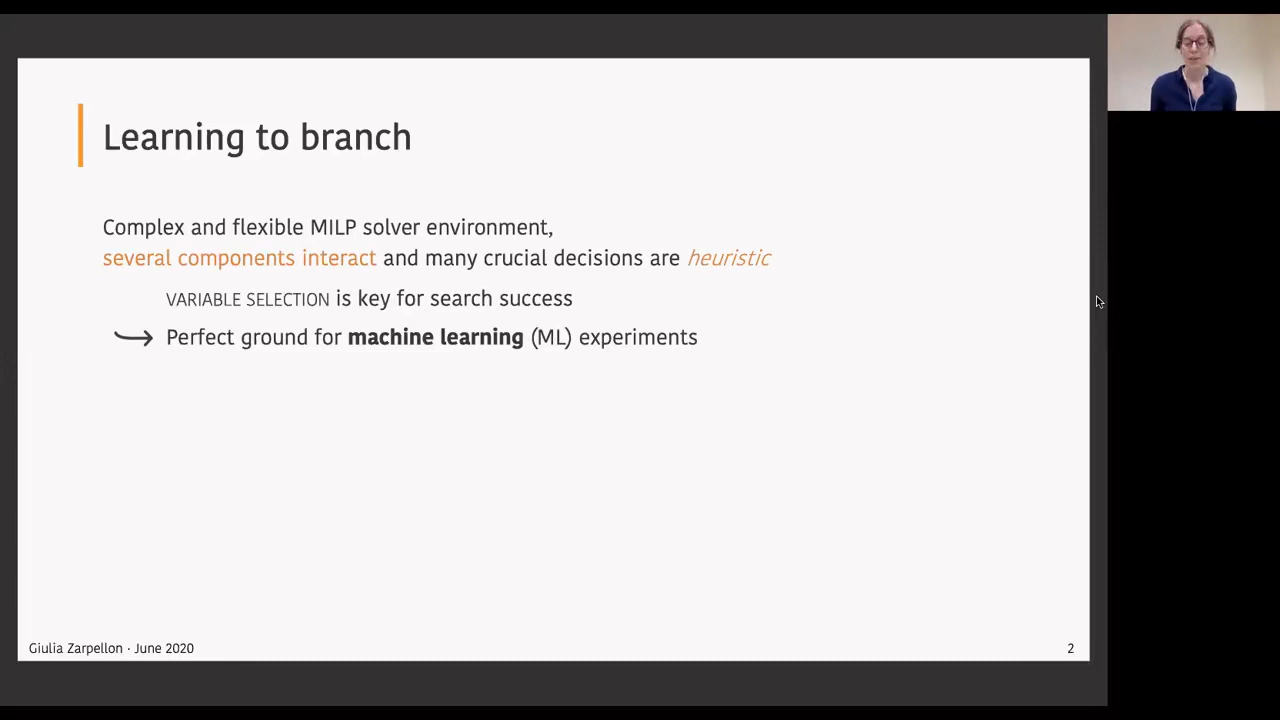 Learning to branch
Complex and flexible MILP solver environment,
several components interact and many crucial decisions are heuristic
VARIABLE SELECTION is key for search success
Perfect ground for machine learning (ML) experiments
Giulia Zarpellon · June 2020
2